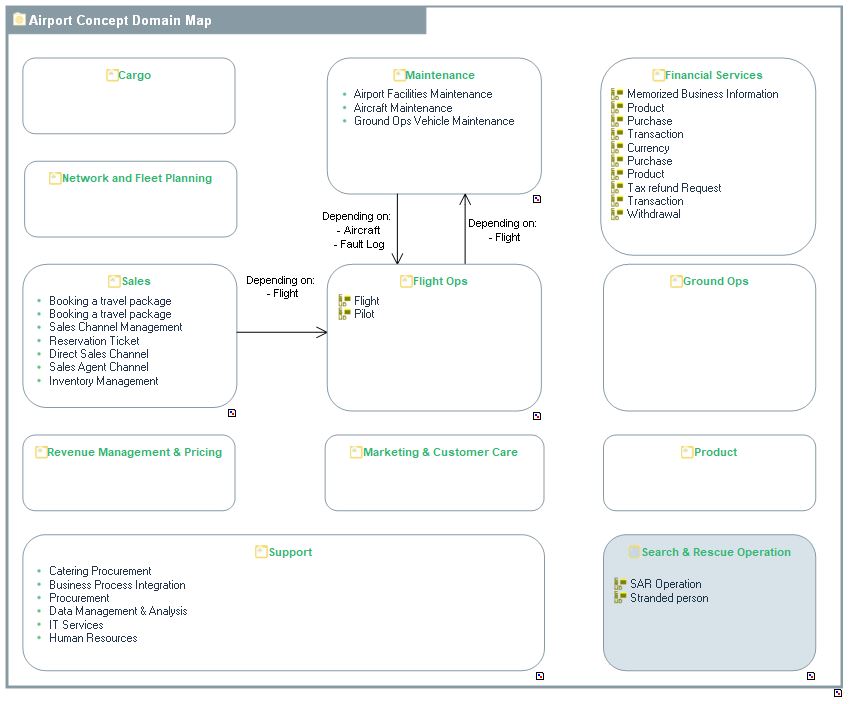 Airport Concept Domain Map
Cargo
Maintenance
Airport Facilities Maintenance
Aircraft Maintenance
Ground Ops Vehicle Maintenance
Financial Services
Memorized Business Information
Product
Purchase
Transaction
Currency
Purchase
Product
Tax refund Request
Transaction
Withdrawal
Network and Fleet Planning
Depending on:
- Aircraft
- Fault Log
Depending on:
- Flight
Sales
Booking a travel package
Booking a travel package
Sales Channel Management
Reservation Ticket
Direct Sales Channel
Sales Agent Channel
Inventory Management
Depending on:
- Flight
Flight Ops
Flight
Pilot
Ground Ops
Revenue Management & Pricing
Marketing & Customer Care
Product
Support
Catering Procurement
Business Process Integration
Procurement
Data Management & Analysis
IT Services
Human Resources
Search & Rescue Operation
SAR Operation
Stranded person